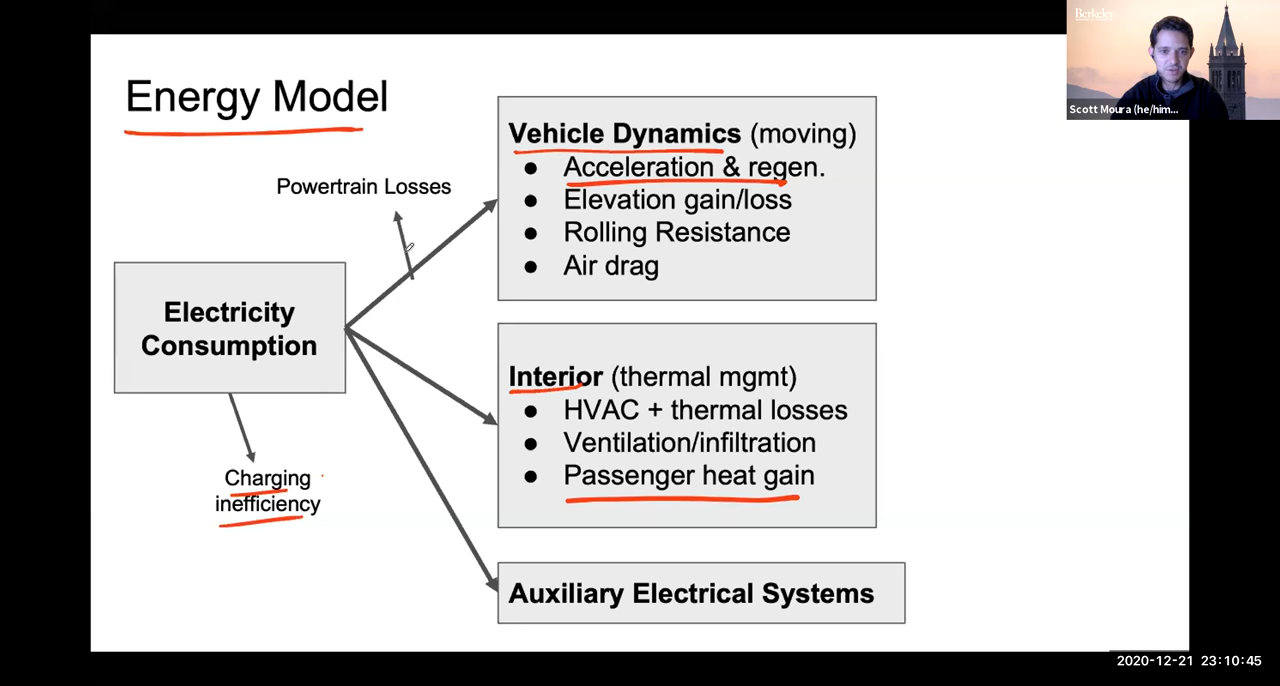 Berkeley
Scott Moura (he/him...
Energy Model
Powertrain Losses
Electricity
Consumption
Charging
inefficiency
Vehicle Dynamics (moving)
● Acceleration & regen.
● Elevation gain/loss
● Rolling Resistance
● Air drag
Interior (thermal mgmt)
● HVAC + thermal losses
● Ventilation/infiltration
● Passenger heat gain
Auxiliary Electrical Systems
2020-12-21 23:10:45